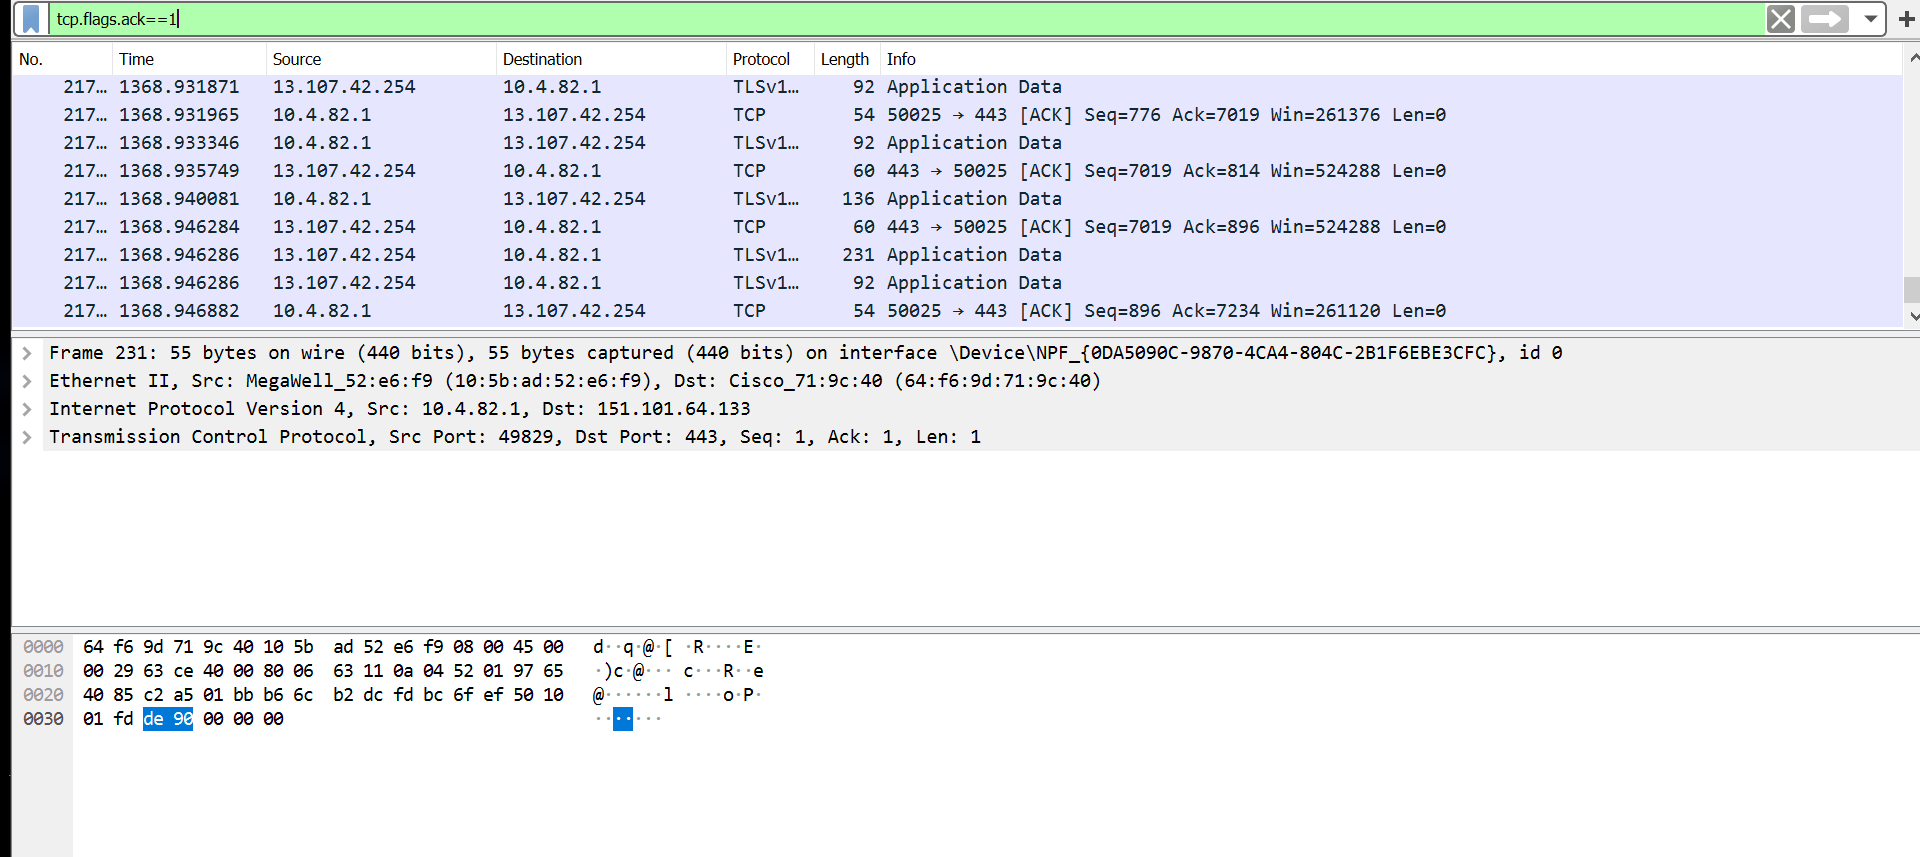 tcp.flags.ack==1
No. Time Source Destination Protocol Length Info
217… 1368.931871 13.107.42.254 10.4.82.1 TLSv1… 92 Application Data
217… 1368.931965 10.4.82.1 13.107.42.254 TCP 54 50025 → 443 [ACK] Seq=776 Ack=7019 Win=261376 Len=0
217… 1368.933346 10.4.82.1 13.107.42.254 TLSv1… 92 Application Data
217… 1368.935749 13.107.42.254 10.4.82.1 TCP 60 443 → 50025 [ACK] Seq=7019 Ack=814 Win=524288 Len=0
217… 1368.940081 10.4.82.1 13.107.42.254 TLSv1… 136 Application Data
217… 1368.946284 13.107.42.254 10.4.82.1 TCP 60 443 → 50025 [ACK] Seq=7019 Ack=896 Win=524288 Len=0
217… 1368.946286 13.107.42.254 10.4.82.1 TLSv1… 231 Application Data
217… 1368.946286 13.107.42.254 10.4.82.1 TLSv1… 92 Application Data
217… 1368.946882 10.4.82.1 13.107.42.254 TCP 54 50025 → 443 [ACK] Seq=896 Ack=7234 Win=261120 Len=0
Frame 231: 55 bytes on wire (440 bits), 55 bytes captured (440 bits) on interface \Device\NPF_{0DA5090C-9870-4CA4-804C-2B1F6EBE3CFC}, id 0
Ethernet II, Src: MegaWell_52:e6:f9 (10:5b:ad:52:e6:f9), Dst: Cisco_71:9c:40 (64:f6:9d:71:9c:40)
Internet Protocol Version 4, Src: 10.4.82.1, Dst: 151.101.64.133
Transmission Control Protocol, Src Port: 49829, Dst Port: 443, Seq: 1, Ack: 1, Len: 1
0000 64 f6 9d 71 9c 40 10 5b ad 52 e6 f9 08 00 45 00 d··q·@·[ ·R····E·
0010 00 29 63 ce 40 00 80 06 63 11 0a 04 52 01 97 65 ·)c·@··· c···R··e
0020 40 85 c2 a5 01 bb b6 6c b2 dc fd bc 6f ef 50 10 @······l ····o·P·
0030 01 fd de 90 00 00 00 ·······